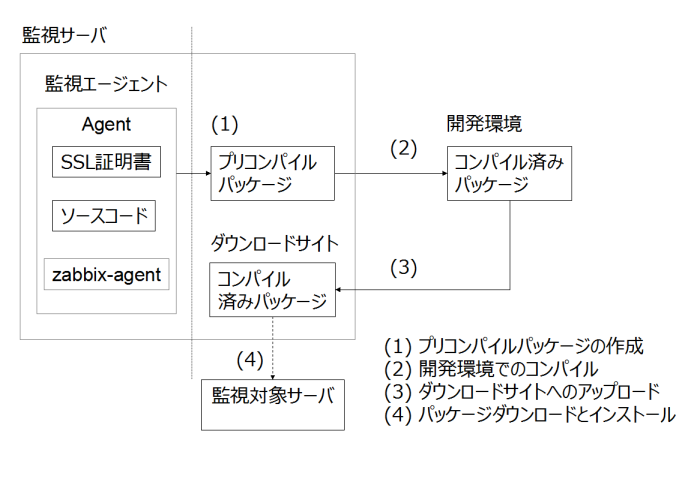 監視サーバ
監視エージェント
Agent
SSL証明書
ソースコード
zabbix-agent
(1)
プリコンパイル
パッケージ
(2)
開発環境
コンパイル済み
パッケージ
(3)
ダウンロードサイト
コンパイル
済みパッケージ
(4)
監視対象サーバ
(1) プリコンパイルパッケージの作成
(2) 開発環境でのコンパイル
(3) ダウンロードサイトへのアップロード
(4) パッケージダウンロードとインストール